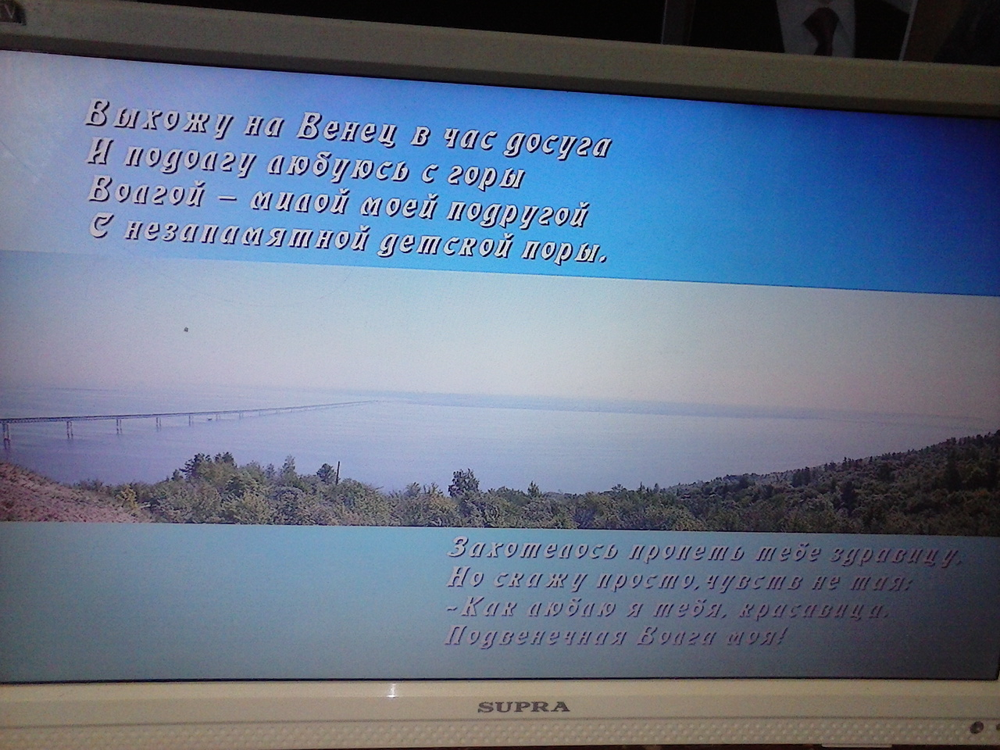 Выхожу на Венец в час досуга
И подолгу любуюсь с горы
Волгой – милой моей подругой
С незапамятной детской поры.
Захотелось пропеть тебе здравицу,
Но скажу просто,чувств не тая:
-Как люблю я тебя, красавица,
Подвенечная Волга моя!
SUPRA